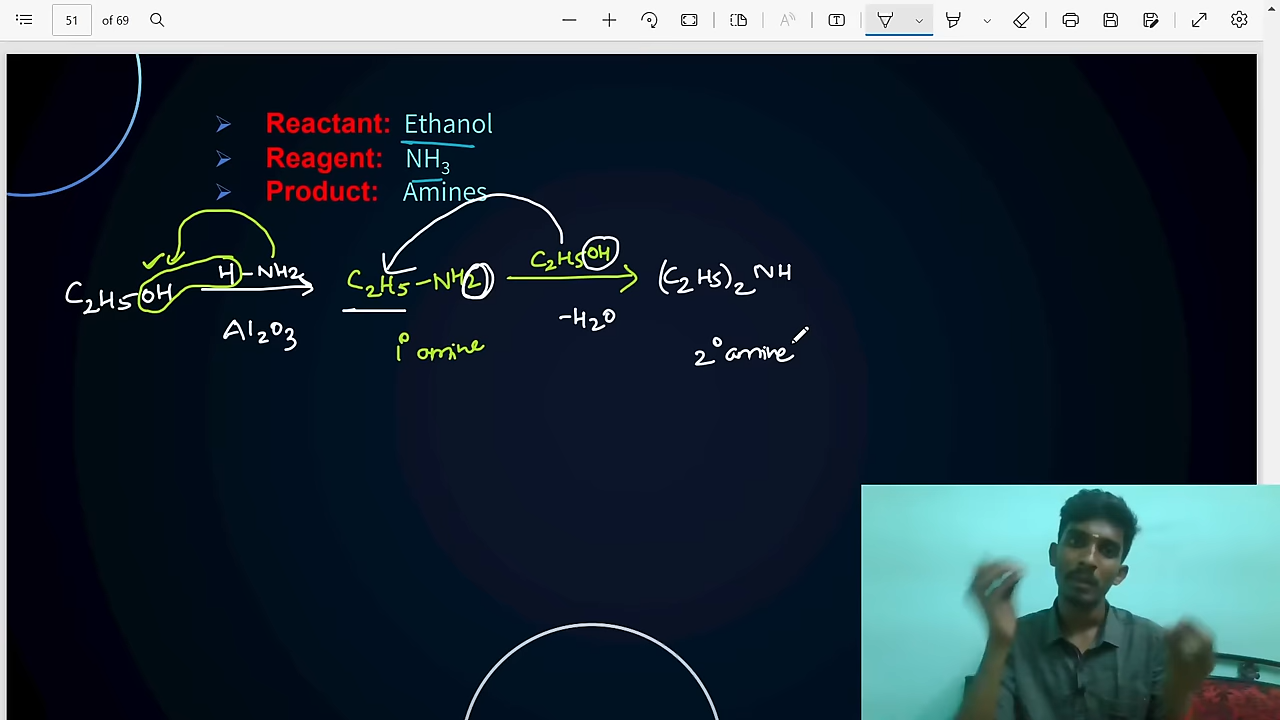 51 of 69
Reactant: Ethanol
Reagent: NH3
Product: Amines
C2H5OH H-NH2 Al2O3 C2H5-NH2 C2H5OH -H2O (C2H5)2NH
1° amine 2° amine